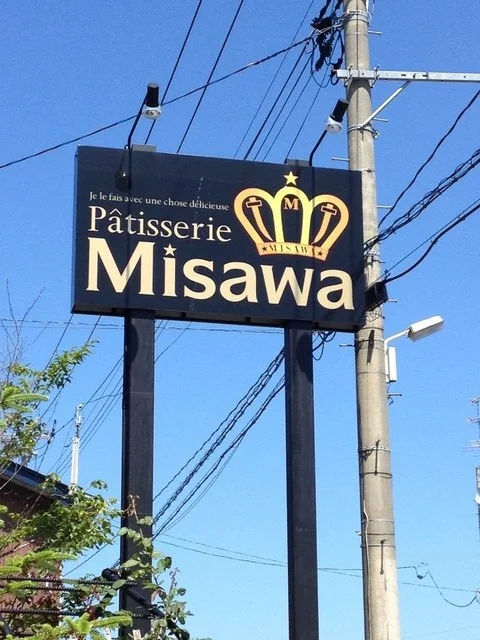 Je le fais avec une chose délicieuse
Pâtisserie
M
MISAWA
Misawa